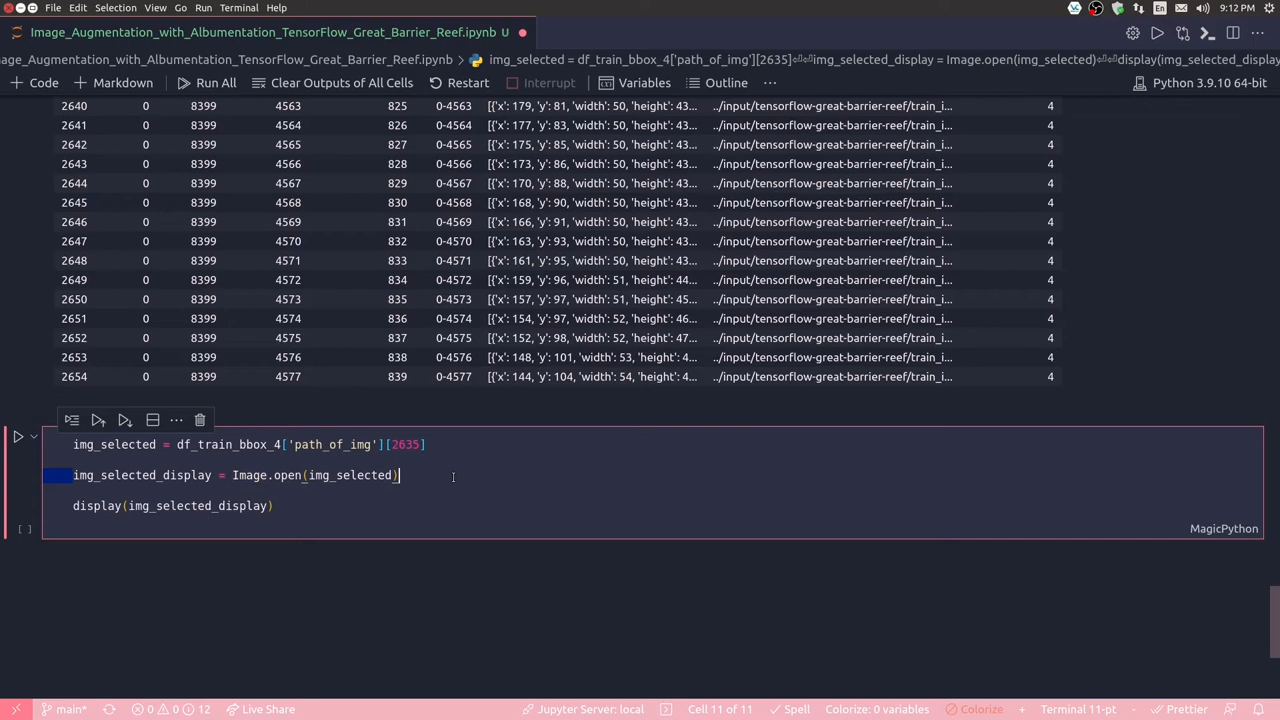 File Edit Selection View Go Run Terminal Help En 9:12 PM
Image_Augmentation_with_Albumentation_TensorFlow_Great_Barrier_Reef.ipynb U
nage_Augmentation_with_Albumentation_TensorFlow_Great_Barrier_Reef.ipynb > img_selected = df_train_bbox_4['path_of_img'][2635]⏎⏎img_selected_display = Image.open(img_selected)⏎⏎display(img_selected_display)
+ Code + Markdown Run All Clear Outputs of All Cells Restart Interrupt Variables Outline ··· Python 3.9.10 64-bit
2640 0 8399 4563 825 0-4563 [{'x': 179, 'y': 81, 'width': 50, 'height': 43... ../input/tensorflow-great-barrier-reef/train_i... 4
2641 0 8399 4564 826 0-4564 [{'x': 177, 'y': 83, 'width': 50, 'height': 43... ../input/tensorflow-great-barrier-reef/train_i... 4
2642 0 8399 4565 827 0-4565 [{'x': 175, 'y': 85, 'width': 50, 'height': 43... ../input/tensorflow-great-barrier-reef/train_i... 4
2643 0 8399 4566 828 0-4566 [{'x': 173, 'y': 86, 'width': 50, 'height': 43... ../input/tensorflow-great-barrier-reef/train_i... 4
2644 0 8399 4567 829 0-4567 [{'x': 170, 'y': 88, 'width': 50, 'height': 43... ../input/tensorflow-great-barrier-reef/train_i... 4
2645 0 8399 4568 830 0-4568 [{'x': 168, 'y': 90, 'width': 50, 'height': 43... ../input/tensorflow-great-barrier-reef/train_i... 4
2646 0 8399 4569 831 0-4569 [{'x': 166, 'y': 91, 'width': 50, 'height': 43... ../input/tensorflow-great-barrier-reef/train_i... 4
2647 0 8399 4570 832 0-4570 [{'x': 163, 'y': 93, 'width': 50, 'height': 43... ../input/tensorflow-great-barrier-reef/train_i... 4
2648 0 8399 4571 833 0-4571 [{'x': 161, 'y': 95, 'width': 50, 'height': 43... ../input/tensorflow-great-barrier-reef/train_i... 4
2649 0 8399 4572 834 0-4572 [{'x': 159, 'y': 96, 'width': 51, 'height': 44... ../input/tensorflow-great-barrier-reef/train_i... 4
2650 0 8399 4573 835 0-4573 [{'x': 157, 'y': 97, 'width': 51, 'height': 45... ../input/tensorflow-great-barrier-reef/train_i... 4
2651 0 8399 4574 836 0-4574 [{'x': 154, 'y': 97, 'width': 52, 'height': 46... ../input/tensorflow-great-barrier-reef/train_i... 4
2652 0 8399 4575 837 0-4575 [{'x': 152, 'y': 98, 'width': 52, 'height': 47... ../input/tensorflow-great-barrier-reef/train_i... 4
2653 0 8399 4576 838 0-4576 [{'x': 148, 'y': 101, 'width': 53, 'height': 4... ../input/tensorflow-great-barrier-reef/train_i... 4
2654 0 8399 4577 839 0-4577 [{'x': 144, 'y': 104, 'width': 54, 'height': 4... ../input/tensorflow-great-barrier-reef/train_i... 4
img_selected = df_train_bbox_4['path_of_img'][2635]
img_selected_display = Image.open(img_selected)
display(img_selected_display)
[ ] MagicPython
main* 0 0 12 Live Share Jupyter Server: local Cell 11 of 11 Spell Colorize: 0 variables Colorize + Terminal 11-pt - Prettier